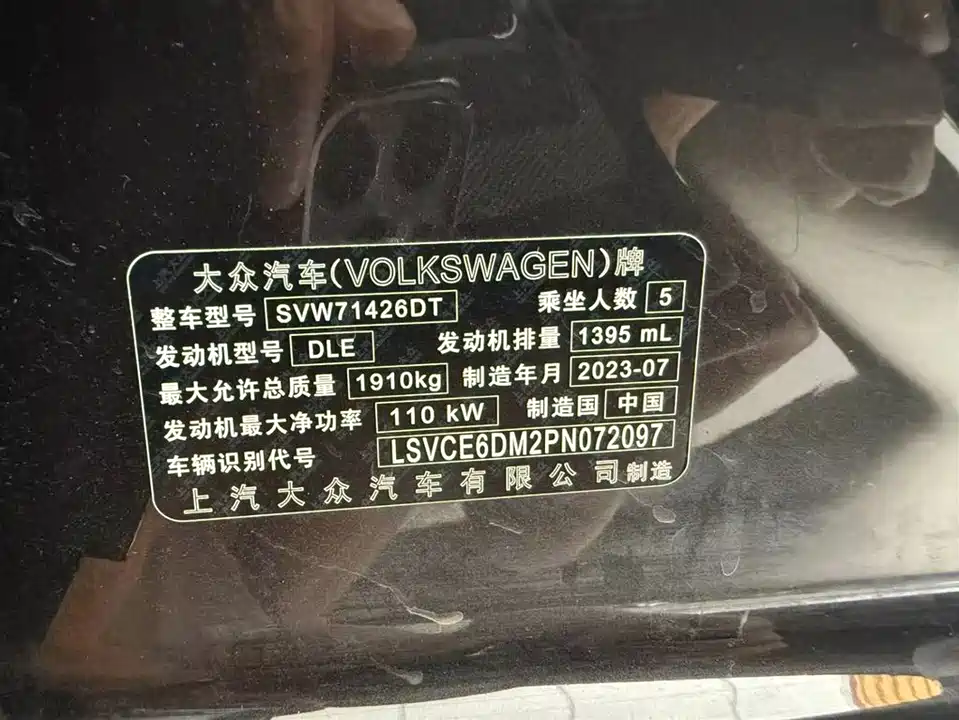 大众汽车(VOLKSWAGEN)牌
整车型号 SVW71426DT 乘坐人数 5
发动机型号 DLE 发动机排量 1395 mL
最大允许总质量 1910kg 制造年月 2023-07
发动机最大净功率 110 kW 制造国 中国
车辆识别代号 LSVCE6DM2PN072097
上汽大众汽车有限公司制造